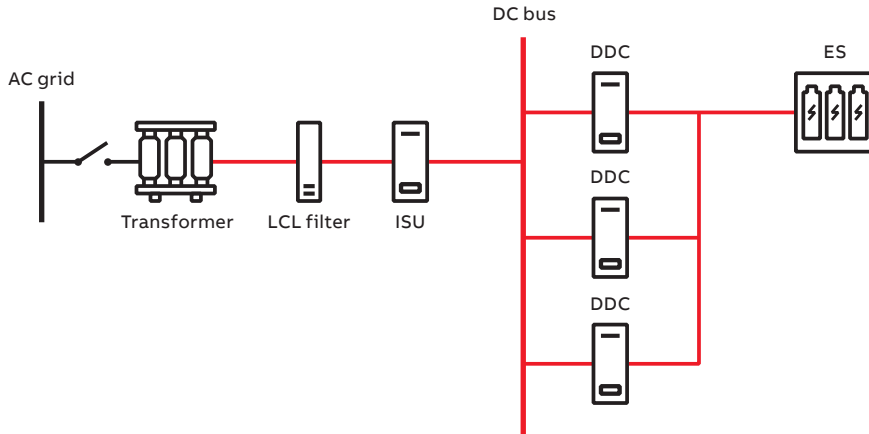 DC bus
DDC
ES
AC grid
Transformer
LCL filter
ISU
DDC
DDC